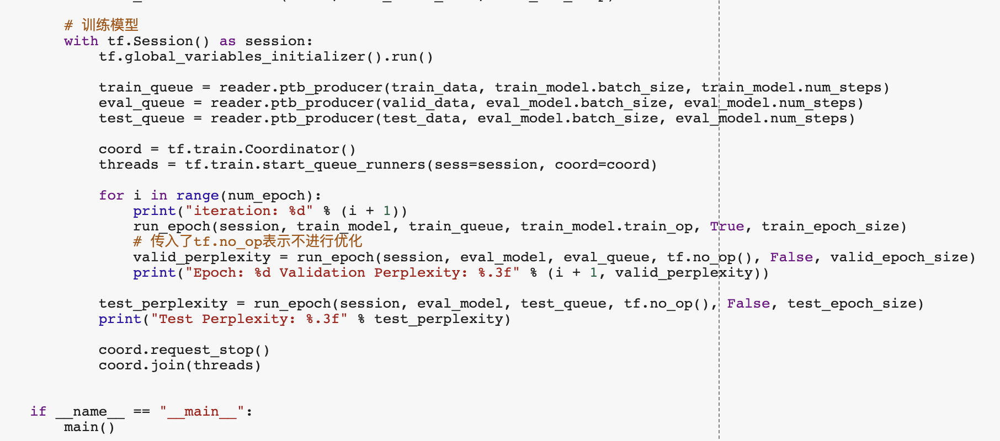 # 训练模型
with tf.Session() as session:
tf.global_variables_initializer().run()
train_queue = reader.ptb_producer(train_data, train_model.batch_size, train_model.num_steps)
eval_queue = reader.ptb_producer(valid_data, eval_model.batch_size, eval_model.num_steps)
test_queue = reader.ptb_producer(test_data, eval_model.batch_size, eval_model.num_steps)
coord = tf.train.Coordinator()
threads = tf.train.start_queue_runners(sess=session, coord=coord)
for i in range(num_epoch):
print("iteration: %d" % (i + 1))
run_epoch(session, train_model, train_queue, train_model.train_op, True, train_epoch_size)
# 传入了tf.no_op表示不进行优化
valid_perplexity = run_epoch(session, eval_model, eval_queue, tf.no_op(), False, valid_epoch_size)
print("Epoch: %d Validation Perplexity: %.3f" % (i + 1, valid_perplexity))
test_perplexity = run_epoch(session, eval_model, test_queue, tf.no_op(), False, test_epoch_size)
print("Test Perplexity: %.3f" % test_perplexity)
coord.request_stop()
coord.join(threads)
if __name__ == "__main__":
main()